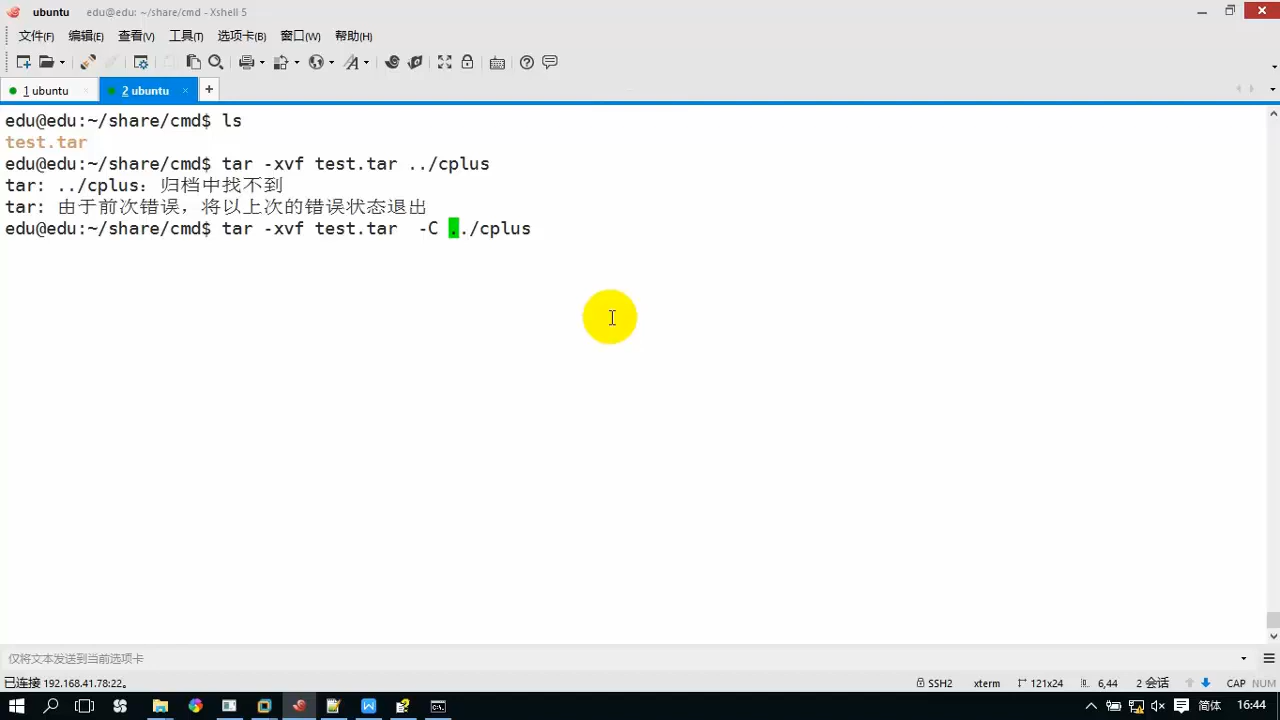 ubuntu edu@edu: ~/share/cmd - Xshell 5
文件(F) 编辑(E) 查看(V) 工具(T) 选项卡(B) 窗口(W) 帮助(H)
1 ubuntu × 2 ubuntu × +
edu@edu:~/share/cmd$ ls
test.tar
edu@edu:~/share/cmd$ tar -xvf test.tar ../cplus
tar: ../cplus：归档中找不到
tar: 由于前次错误，将以上次的错误状态退出
edu@edu:~/share/cmd$ tar -xvf test.tar  -C ../cplus
仅将文本发送到当前选项卡
已连接 192.168.41.78:22。 SSH2 xterm 121x24 6,44 2 会话 CAP NUM
简体 16:44